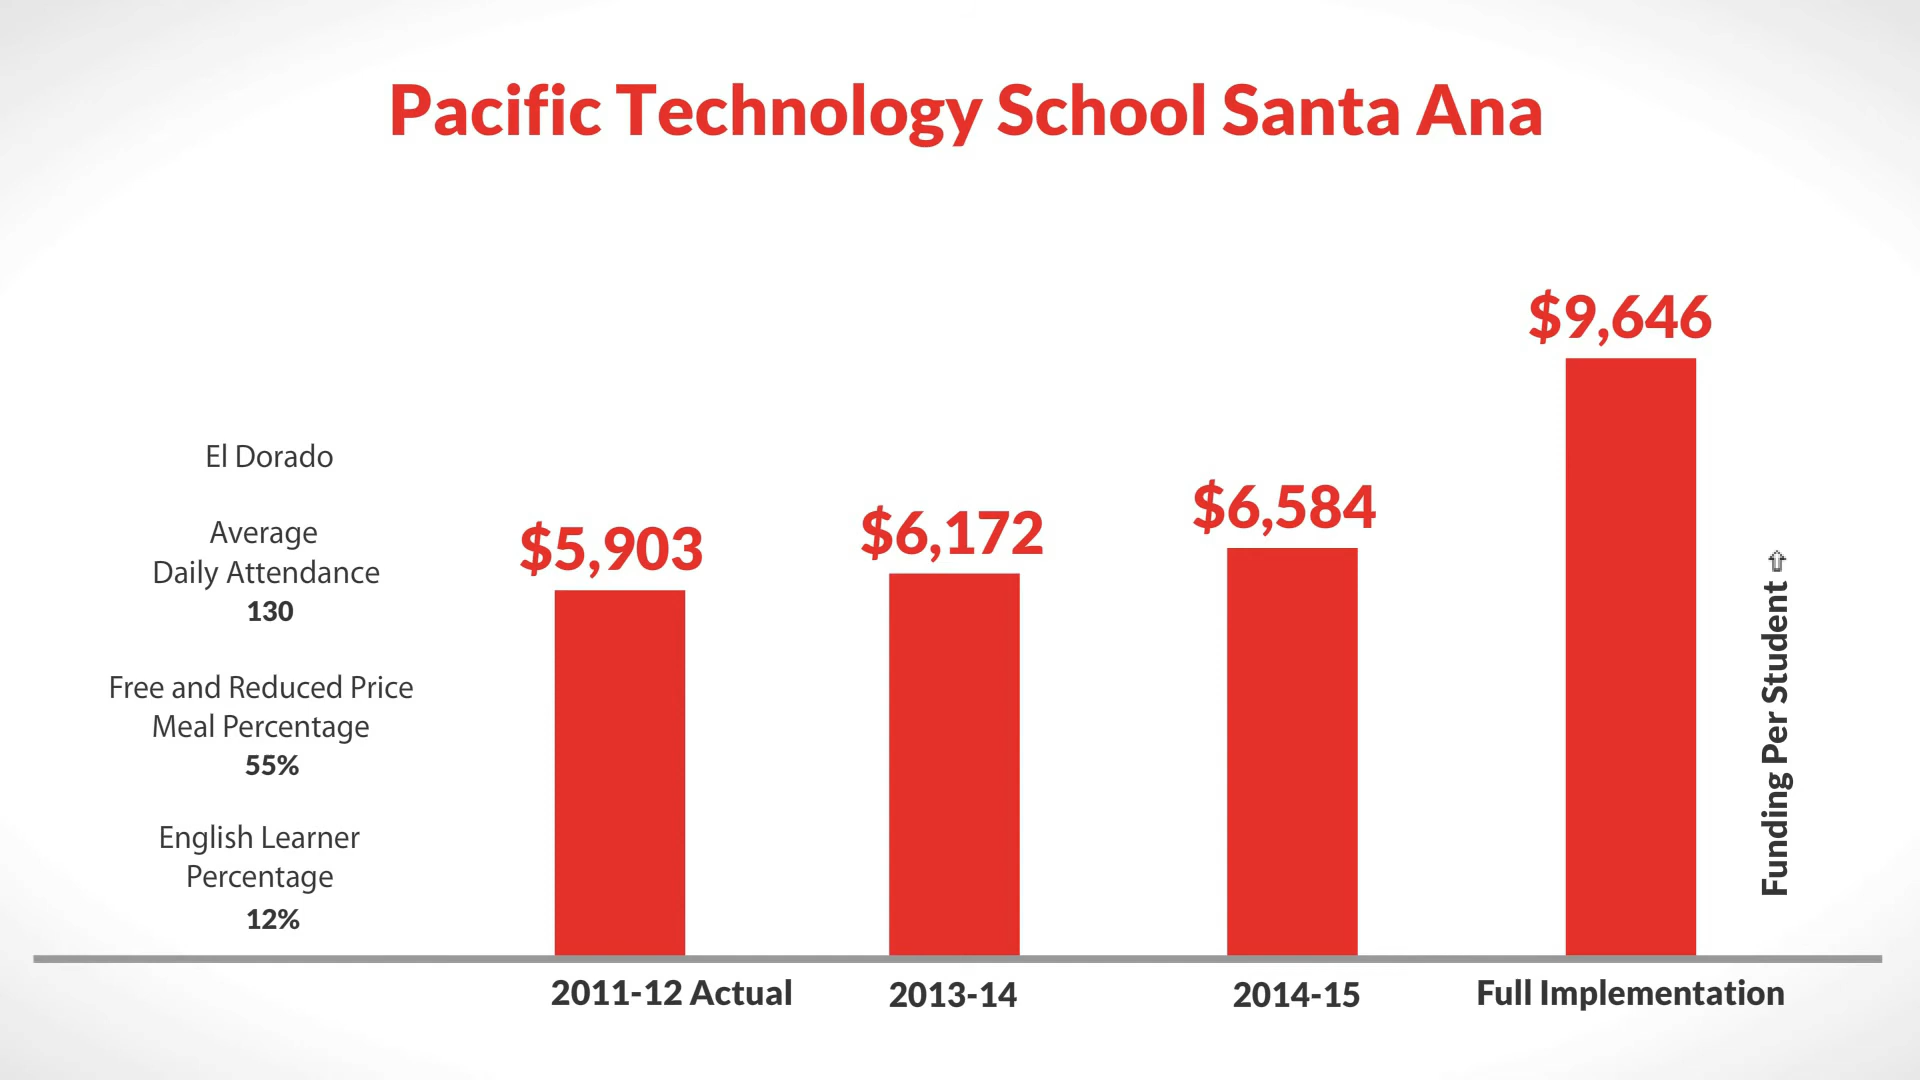 Pacific Technology School Santa Ana
El Dorado
Average
Daily Attendance
130
Free and Reduced Price
Meal Percentage
55%
English Learner
Percentage
12%
$5,903
$6,172
$6,584
$9,646
2011-12 Actual
2013-14
2014-15
Full Implementation
Funding Per Student ⇧